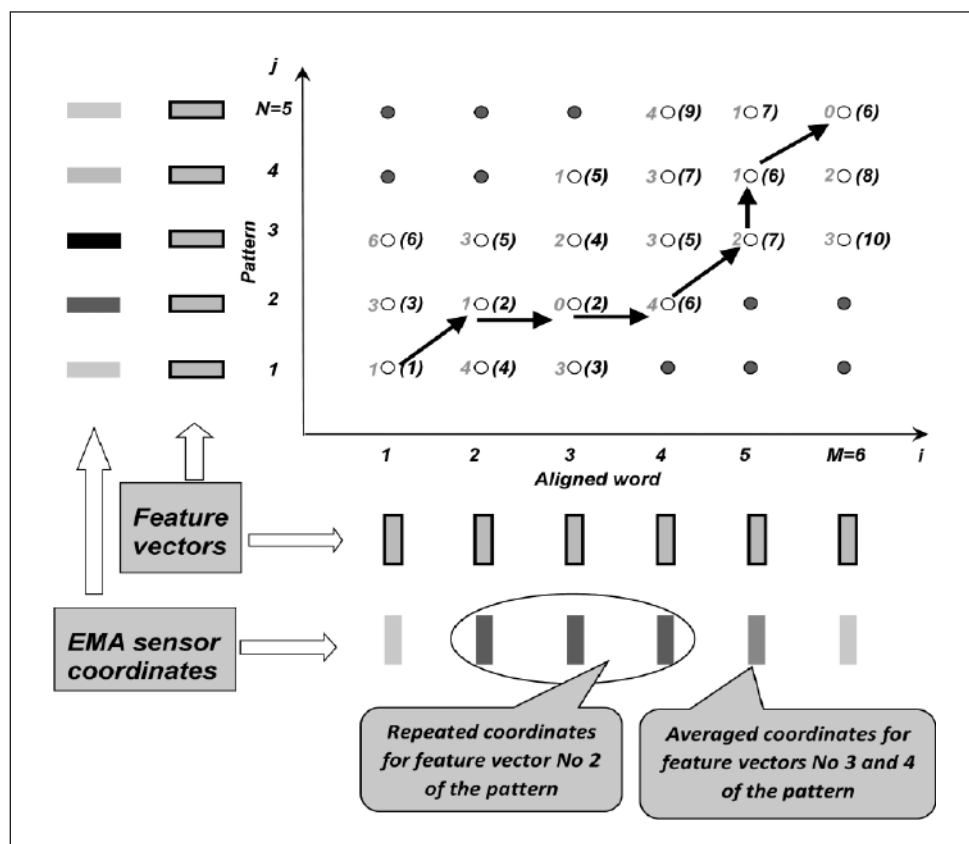 j
N=5 4 (9) 1 7) 0 (6)
4 1 (5) 3 (7) 1 (6) 2 (8)
3 6 (6) 3 (5) 2 (4) 3 (5) 2 (7) 3 (10)
Pattern
2 3 (3) 1 (2) 0 (2) 4 (6)
1 1 (1) 4 (4) 3 (3)
1 2 3 4 5 M=6 i
Aligned word
Feature
vectors
EMA sensor
coordinates
Repeated coordinates
for feature vector No 2
of the pattern
Averaged coordinates for
feature vectors No 3 and 4
of the pattern